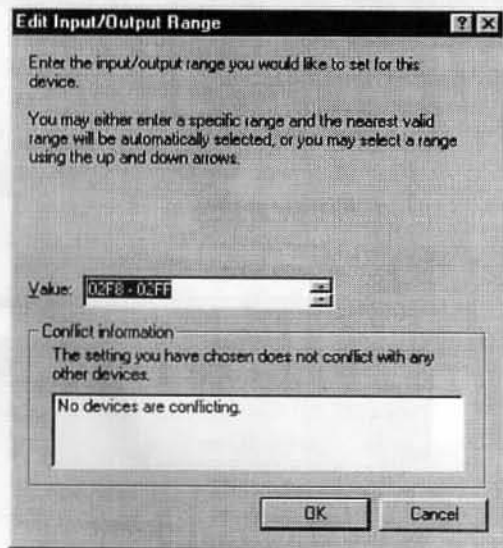 Edit Input/Output Range
Enter the input/output range you would like to set for this
device.
You may either enter a specific range and the nearest valid
range will be automatically selected, or you may select a range
using the up and down arrows.
Value: 02F8 - 02FF
Conflict information
The setting you have chosen does not conflict with any
other devices.
No devices are conflicting.
OK Cancel